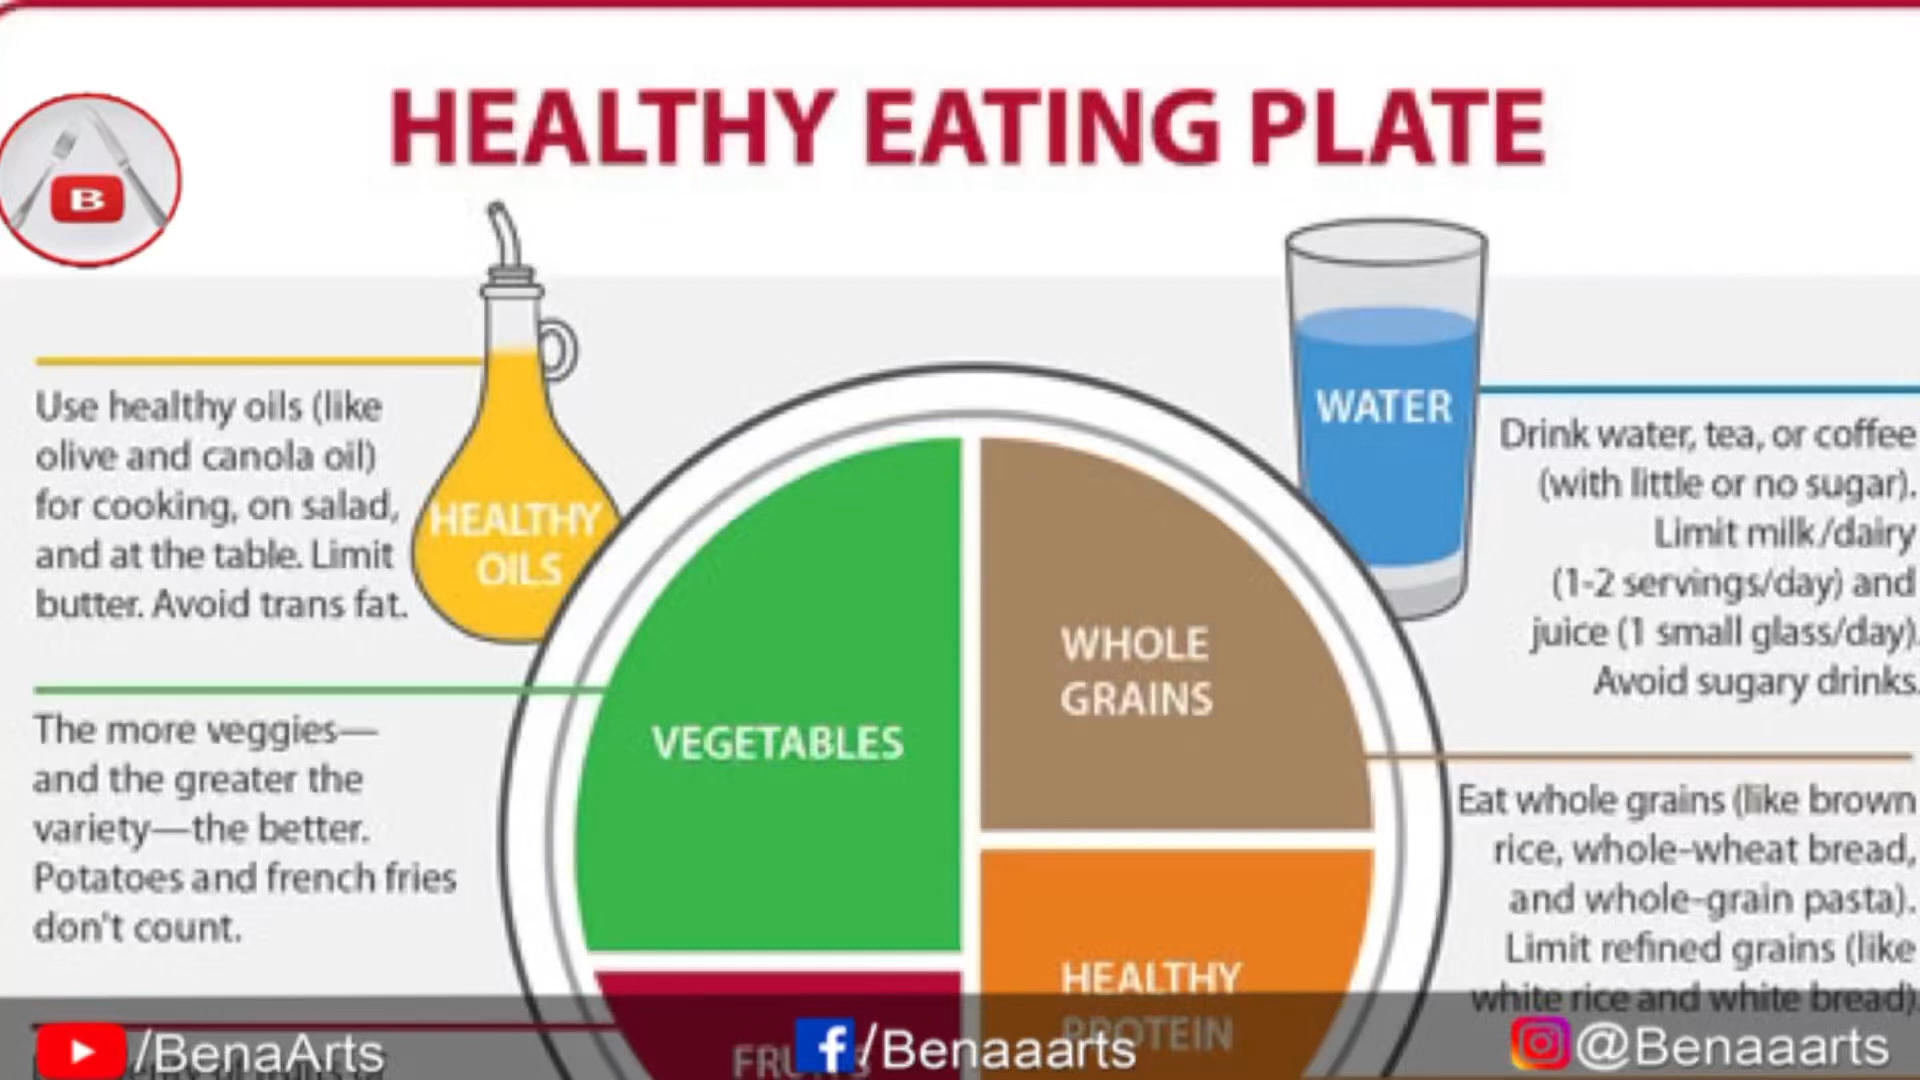 HEALTHY EATING PLATE
B
Use healthy oils (like
olive and canola oil)
for cooking, on salad,
and at the table. Limit
butter. Avoid trans fat.
HEALTHY
OILS
WATER
Drink water, tea, or coffee
(with little or no sugar).
Limit milk/dairy
(1-2 servings/day) and
juice (1 small glass/day).
Avoid sugary drinks.
The more veggies—
and the greater the
variety—the better.
Potatoes and french fries
don't count.
VEGETABLES
WHOLE
GRAINS
Eat whole grains (like brown
rice, whole-wheat bread,
and whole-grain pasta).
Limit refined grains (like
white rice and white bread)
HEALTHY
PROTEIN
FRUITS
/BenaArts
/Benaaarts
@Benaaarts